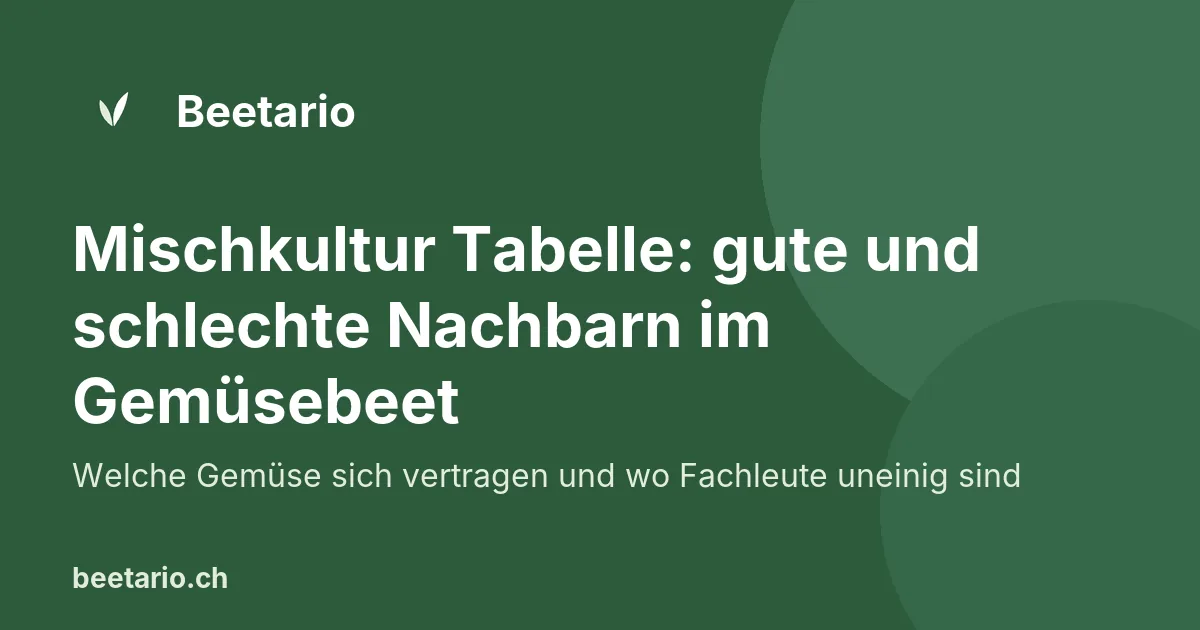 Beetario
Mischkultur Tabelle: gute und
schlechte Nachbarn im
Gemüsebeet
Welche Gemüse sich vertragen und wo Fachleute uneinig sind
beetario.ch